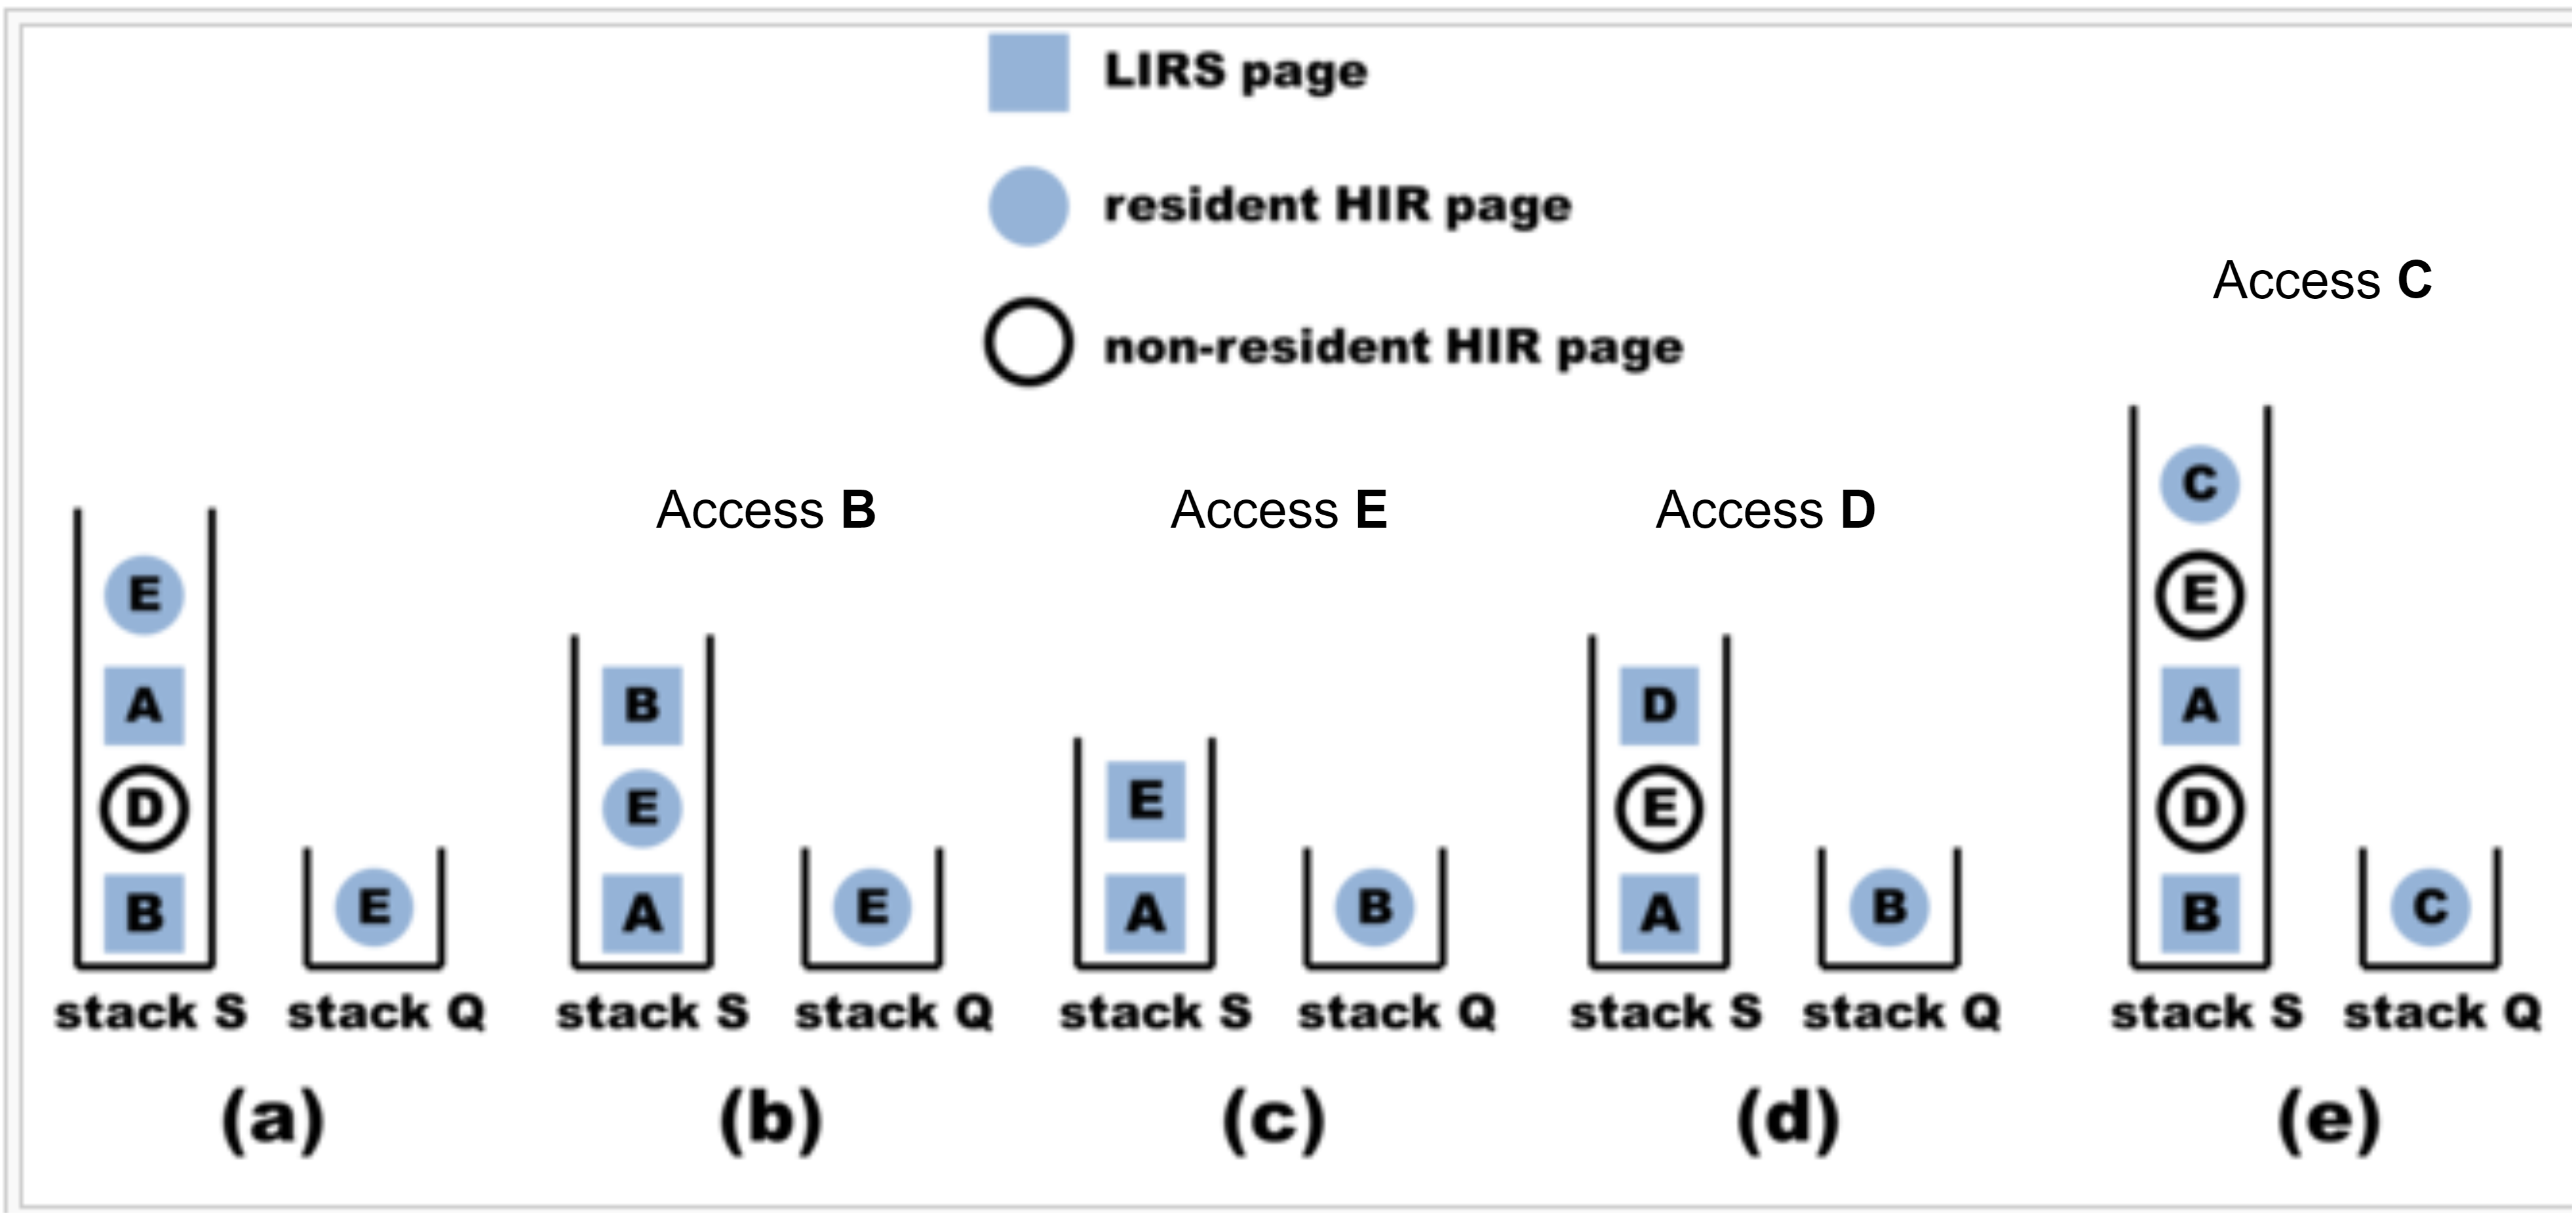 LIRS page
resident HIR page
non-resident HIR page
Access C
Access B
Access E
Access D
E
A
D
B
E
stack S
stack Q
(a)
B
E
A
E
stack S
stack Q
(b)
E
A
B
stack S
stack Q
(c)
D
E
A
B
stack S
stack Q
(d)
C
E
A
D
B
C
stack S
stack Q
(e)